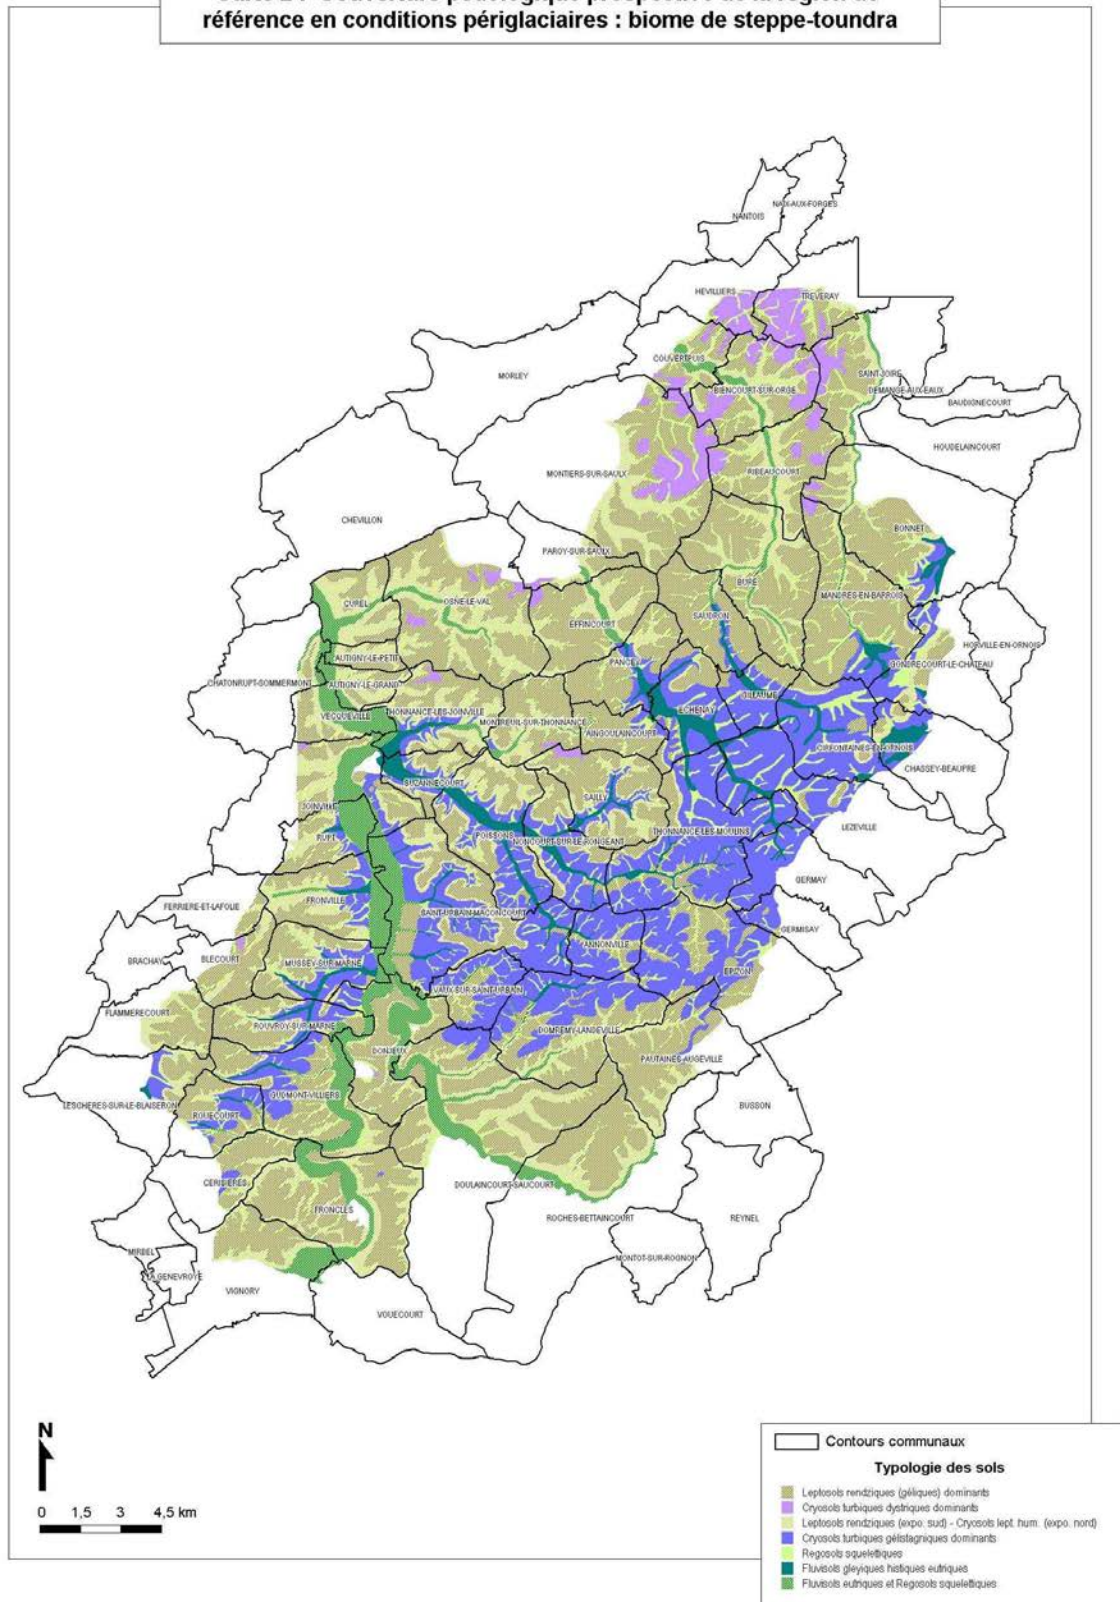 référence en conditions périglaciaires : biome de steppe-toundra
NAIX-AUX-FORGES
NANTOIS
HEVILLIERS
TREVERAY
COUVERTPUIS
MORLEY
SAINT-JOIRE
BIENCOURT-SUR-ORGE
DEMANGE-AUX-EAUX
BAUDIGNECOURT
HOUDELAINCOURT
MONTIERS-SUR-SAULX
RIBEAUCOURT
CHEVILLON
BONNET
PAROY-SUR-SAULX
BURE
MANDRES-EN-BARROIS
CUREL
OSNE-LE-VAL
EFFINCOURT
SAUDRON
HORVILLE-EN-ORNOIS
AUTIGNY-LE-PETIT
PANCEY
GONDRECOURT-LE-CHATEAU
CHATONRUPT-SOMMERMONT
AUTIGNY-LE-GRAND
GILLAUME
ECHENAY
VECQUEVILLE
THONNANCE-LES-JOINVILLE
MONTREUIL-SUR-THONNANCE
AINGOULAINCOURT
CIRFONTAINES-EN-ORNOIS
CHASSEY-BEAUPRE
SUZANNECOURT
SAILLY
JOINVILLE
LEZEVILLE
RUPT
POISSONS
NONCOURT-SUR-LE-RONGEANT
THONNANCE-LES-MOULINS
GERMAY
FERRIERE-ET-LAFOLIE
FRONVILLE
SAINT-URBAIN-MACONCOURT
GERMISAY
ANNONVILLE
BRACHAY
BLECOURT
MUSSEY-SUR-MARNE
EPIZON
VAUX-SUR-SAINT-URBAIN
FLAMMERECOURT
ROUVROY-SUR-MARNE
DOMREMY-LANDEVILLE
DONJEUX
PAUTAINES-AUGEVILLE
GUDMONT-VILLIERS
LESCHERES-SUR-LE-BLAISERON
ROUECOURT
BUSSON
CERISIERES
DOULAINCOURT-SAUCOURT
FRONCLES
ROCHES-BETTAINCOURT
REYNEL
MIRBEL
MONTOT-SUR-ROGNON
LA GENEVROYE
VIGNORY
VOUECOURT
N
0 1,5 3 4,5 km
Contours communaux
Typologie des sols
Leptosols rendziques (géliques) dominants
Cryosols turbiques dystriques dominants
Leptosols rendziques (expo. sud) - Cryosols lept. hum. (expo. nord)
Cryosols turbiques gélistagniques dominants
Regosols squelettiques
Fluvisols gleyiques histiques eutriques
Fluvisols eutriques et Regosols squelettiques